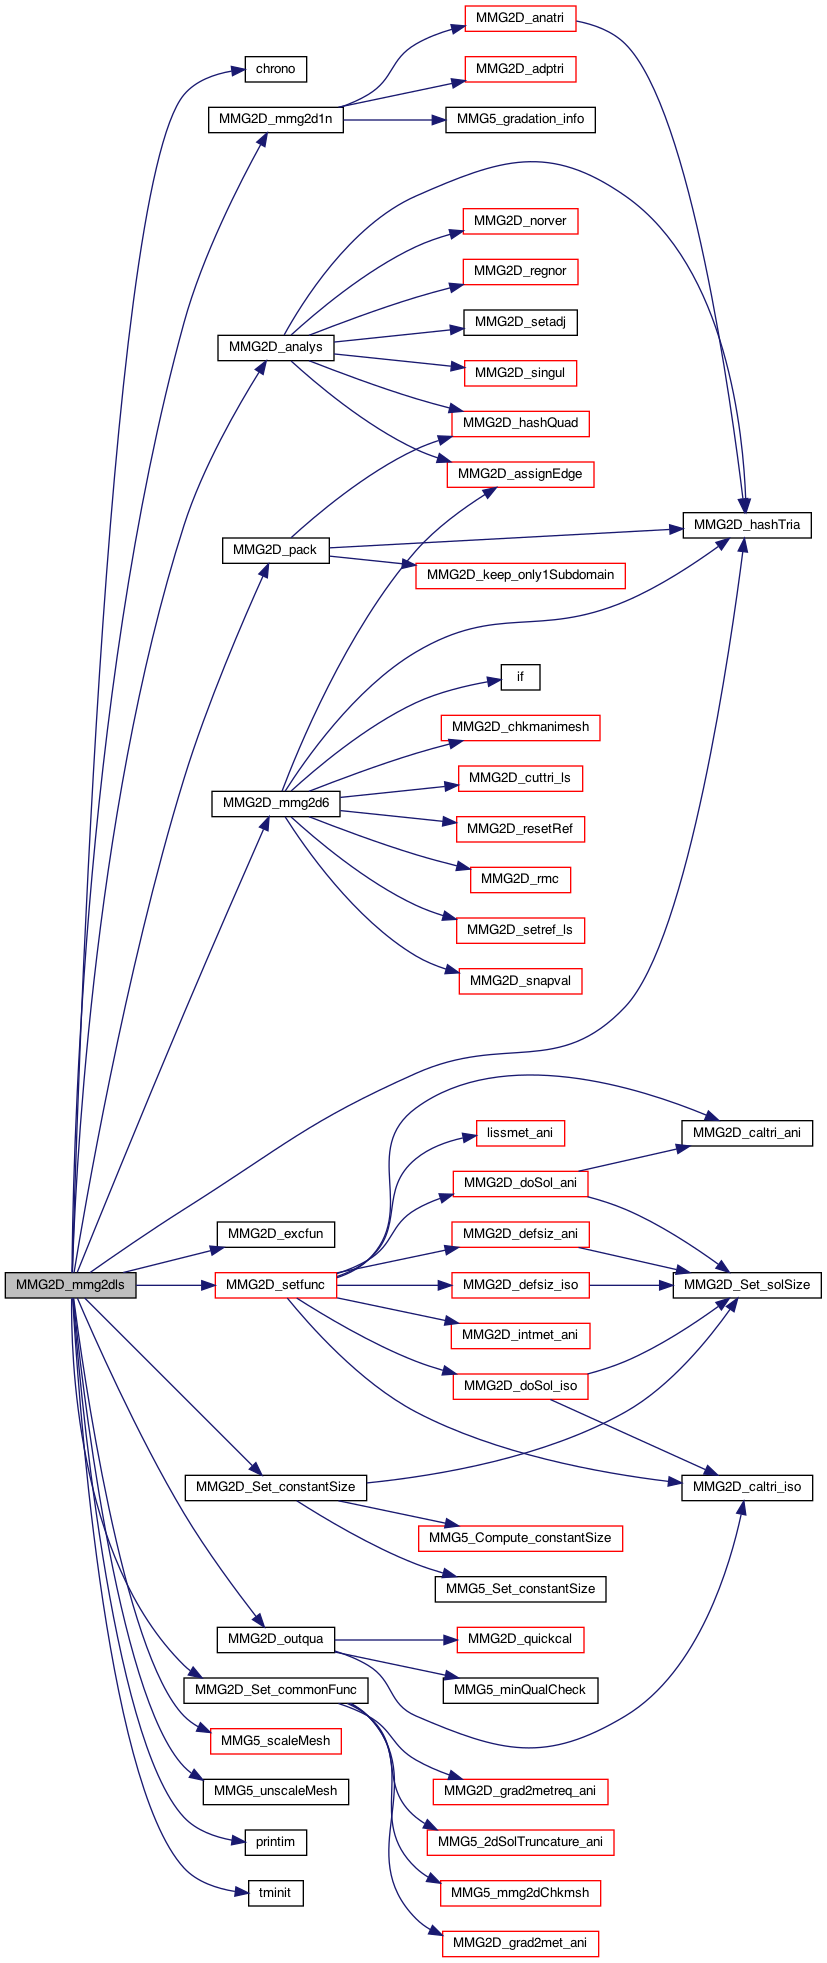 MMG2D_anatri
chrono
MMG2D_adptri
MMG2D_mmg2d1n
MMG5_gradation_info
MMG2D_norver
MMG2D_regnor
MMG2D_setadj
MMG2D_analys
MMG2D_singul
MMG2D_hashQuad
MMG2D_assignEdge
MMG2D_hashTria
MMG2D_pack
MMG2D_keep_only1Subdomain
if
MMG2D_chkmanimesh
MMG2D_cuttri_ls
MMG2D_mmg2d6
MMG2D_resetRef
MMG2D_rmc
MMG2D_setref_ls
MMG2D_snapval
lissmet_ani
MMG2D_caltri_ani
MMG2D_doSol_ani
MMG2D_excfun
MMG2D_defsiz_ani
MMG2D_mmg2dls
MMG2D_setfunc
MMG2D_defsiz_iso
MMG2D_Set_solSize
MMG2D_intmet_ani
MMG2D_doSol_iso
MMG2D_Set_constantSize
MMG2D_caltri_iso
MMG5_Compute_constantSize
MMG5_Set_constantSize
MMG2D_outqua
MMG2D_quickcal
MMG2D_Set_commonFunc
MMG5_minQualCheck
MMG5_scaleMesh
MMG5_unscaleMesh
MMG2D_grad2metreq_ani
printim
MMG5_2dSolTruncature_ani
tminit
MMG5_mmg2dChkmsh
MMG2D_grad2met_ani